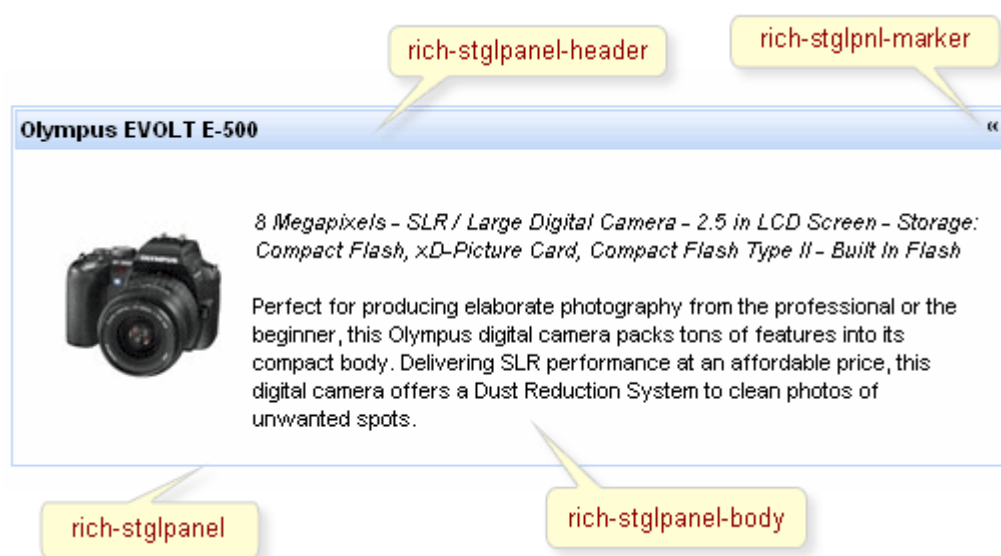 rich-stglpanel-header
rich-stglpnl-marker
Olympus EVOLT E-500 «
8 Megapixels - SLR / Large Digital Camera - 2.5 in LCD Screen - Storage:
Compact Flash, xD-Picture Card, Compact Flash Type II - Built In Flash
Perfect for producing elaborate photography from the professional or the
beginner, this Olympus digital camera packs tons of features into its
compact body. Delivering SLR performance at an affordable price, this
digital camera offers a Dust Reduction System to clean photos of
unwanted spots.
rich-stglpanel
rich-stglpanel-body
OLYMPUS